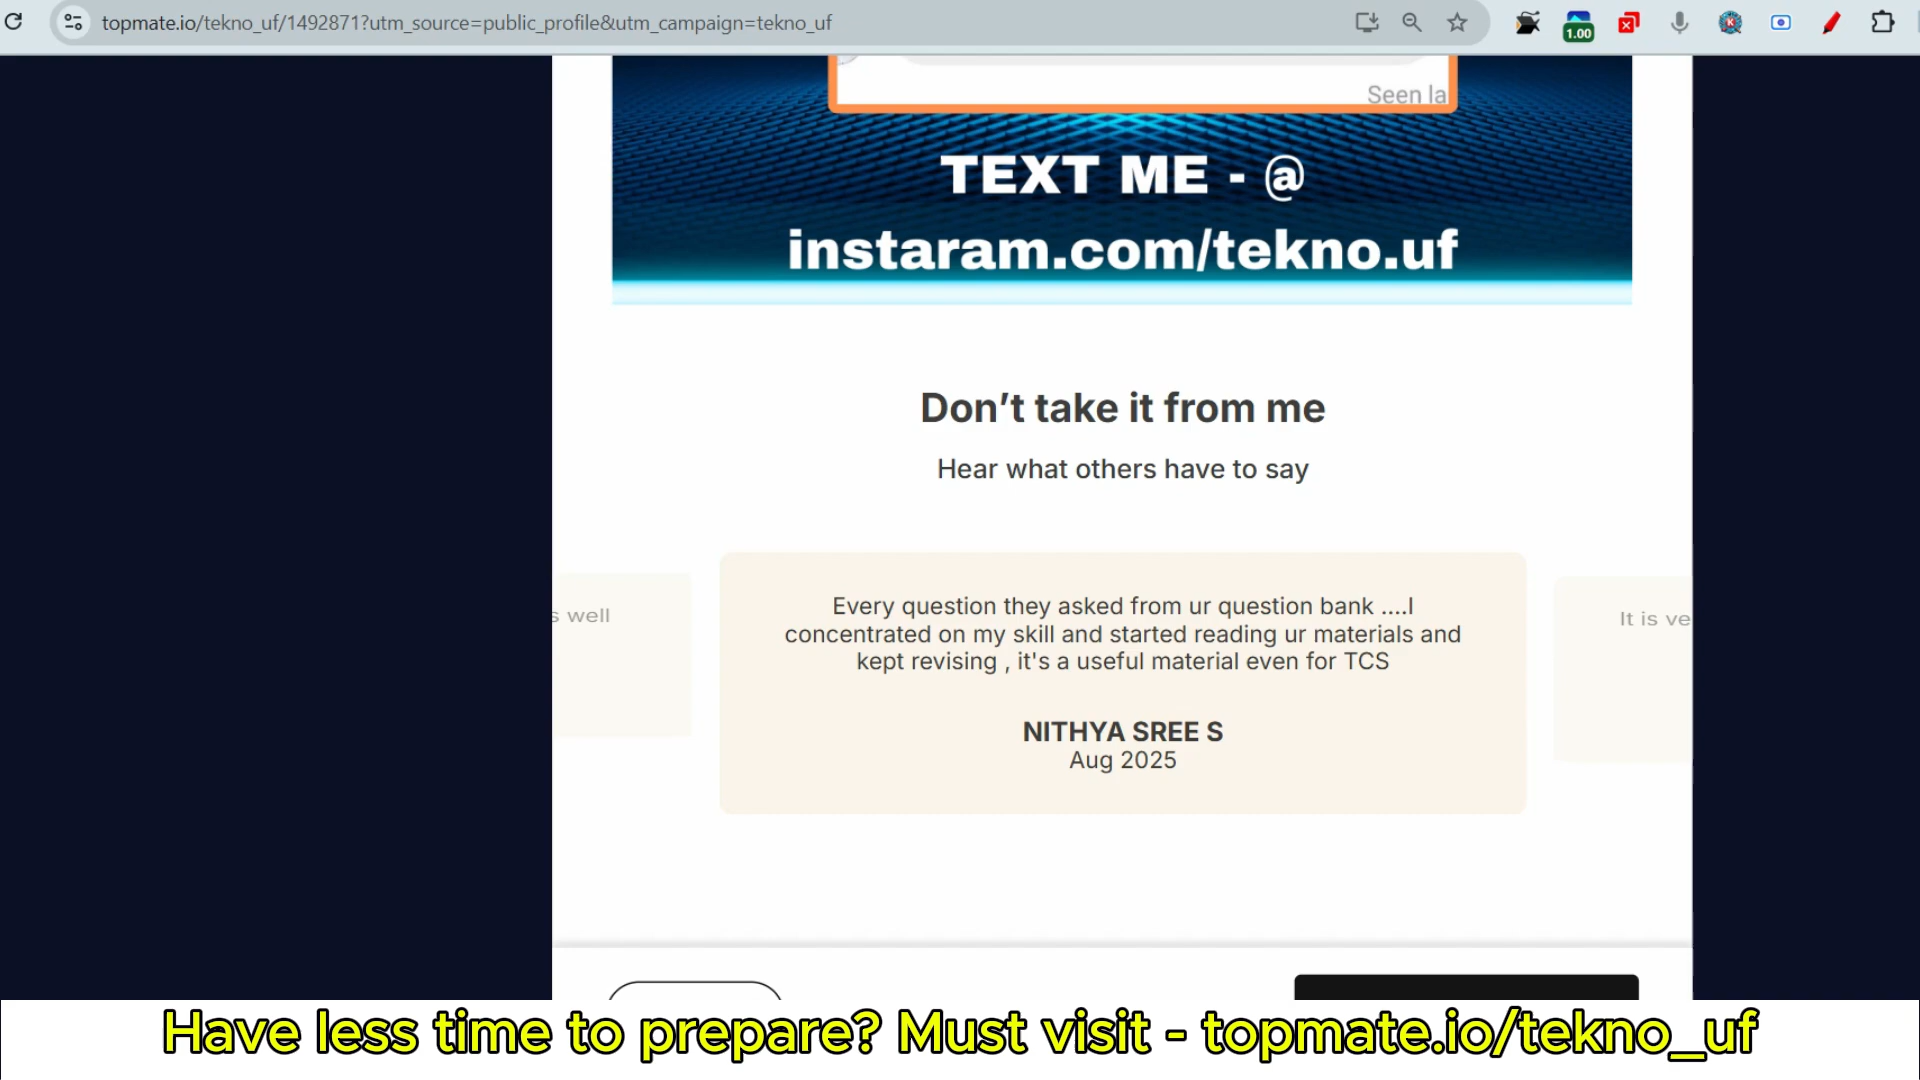 topmate.io/tekno_uf/1492871?utm_source=public_profile&utm_campaign=tekno_uf
1.00
K
Seen la
TEXT ME - @
instaram.com/tekno.uf
Don’t take it from me
Hear what others have to say
s well
Every question they asked from ur question bank ....I
concentrated on my skill and started reading ur materials and
kept revising , it's a useful material even for TCS
NITHYA SREE S
Aug 2025
It is ve
Have less time to prepare? Must visit - topmate.io/tekno_uf